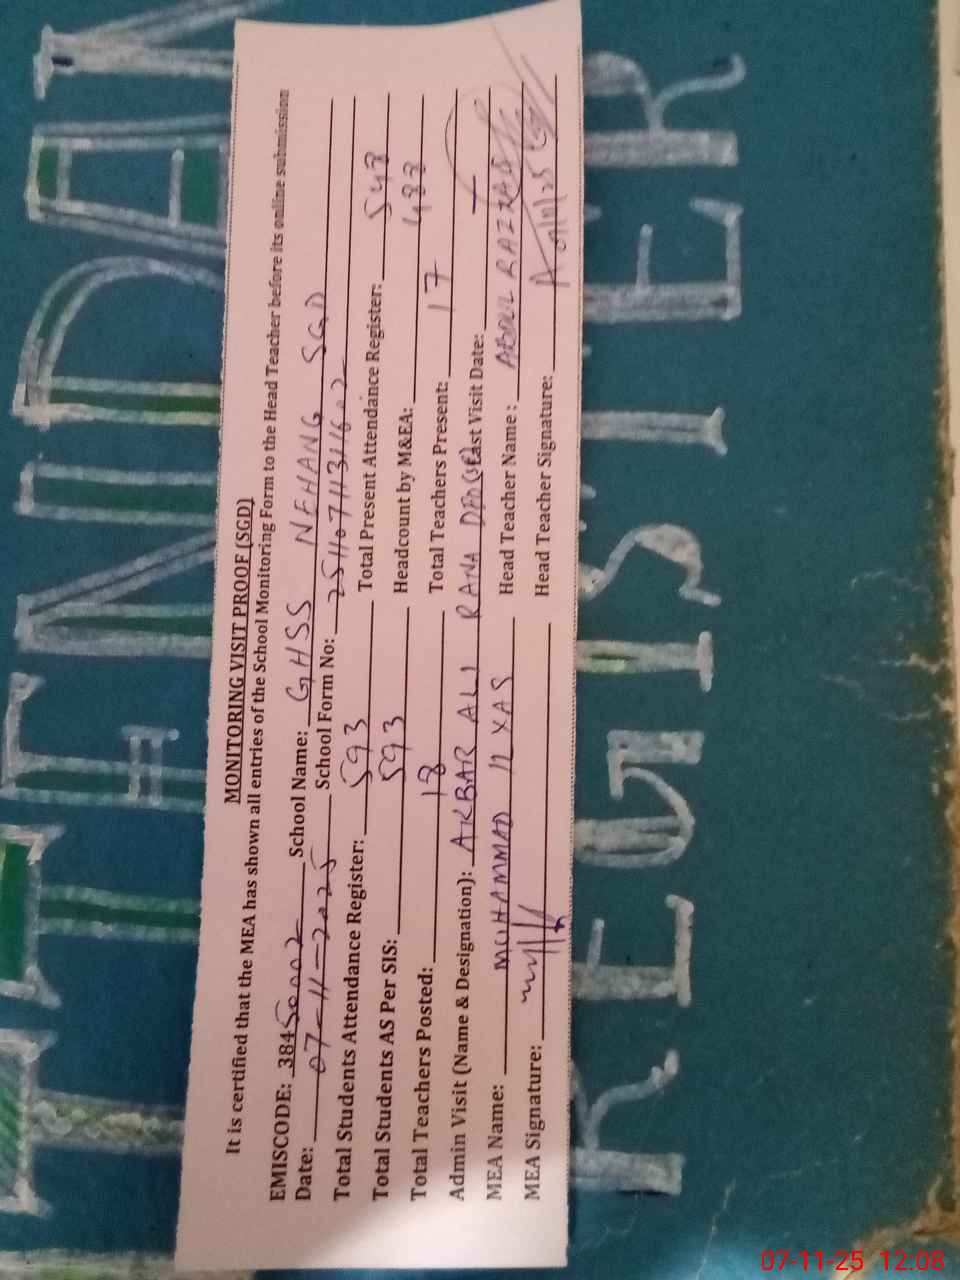 ATTENDAN
MONITORING VISIT PROOF (SGD)
It is certified that the MEA has shown all entries of the School Monitoring Form to the Head Teacher before its online submission
EMISCODE: 38450002 School Name: GHSS NEHANG SGD
Date: 07-11-2025 School Form No:
Total Students Attendance Register: 593 Total Present Attendance Register: 548
Total Students AS Per SIS: 593 Headcount by M&EA: 488
Total Teachers Posted: 18 Total Teachers Present: 17
Admin Visit (Name & Designation): AKBAR ALI RANA Last Visit Date:
MEA Name: MUHAMMAD Head Teacher Name: ABDUL RAZZAQ
MEA Signature: Head Teacher Signature:
REGISTER
07-11-25 12:08